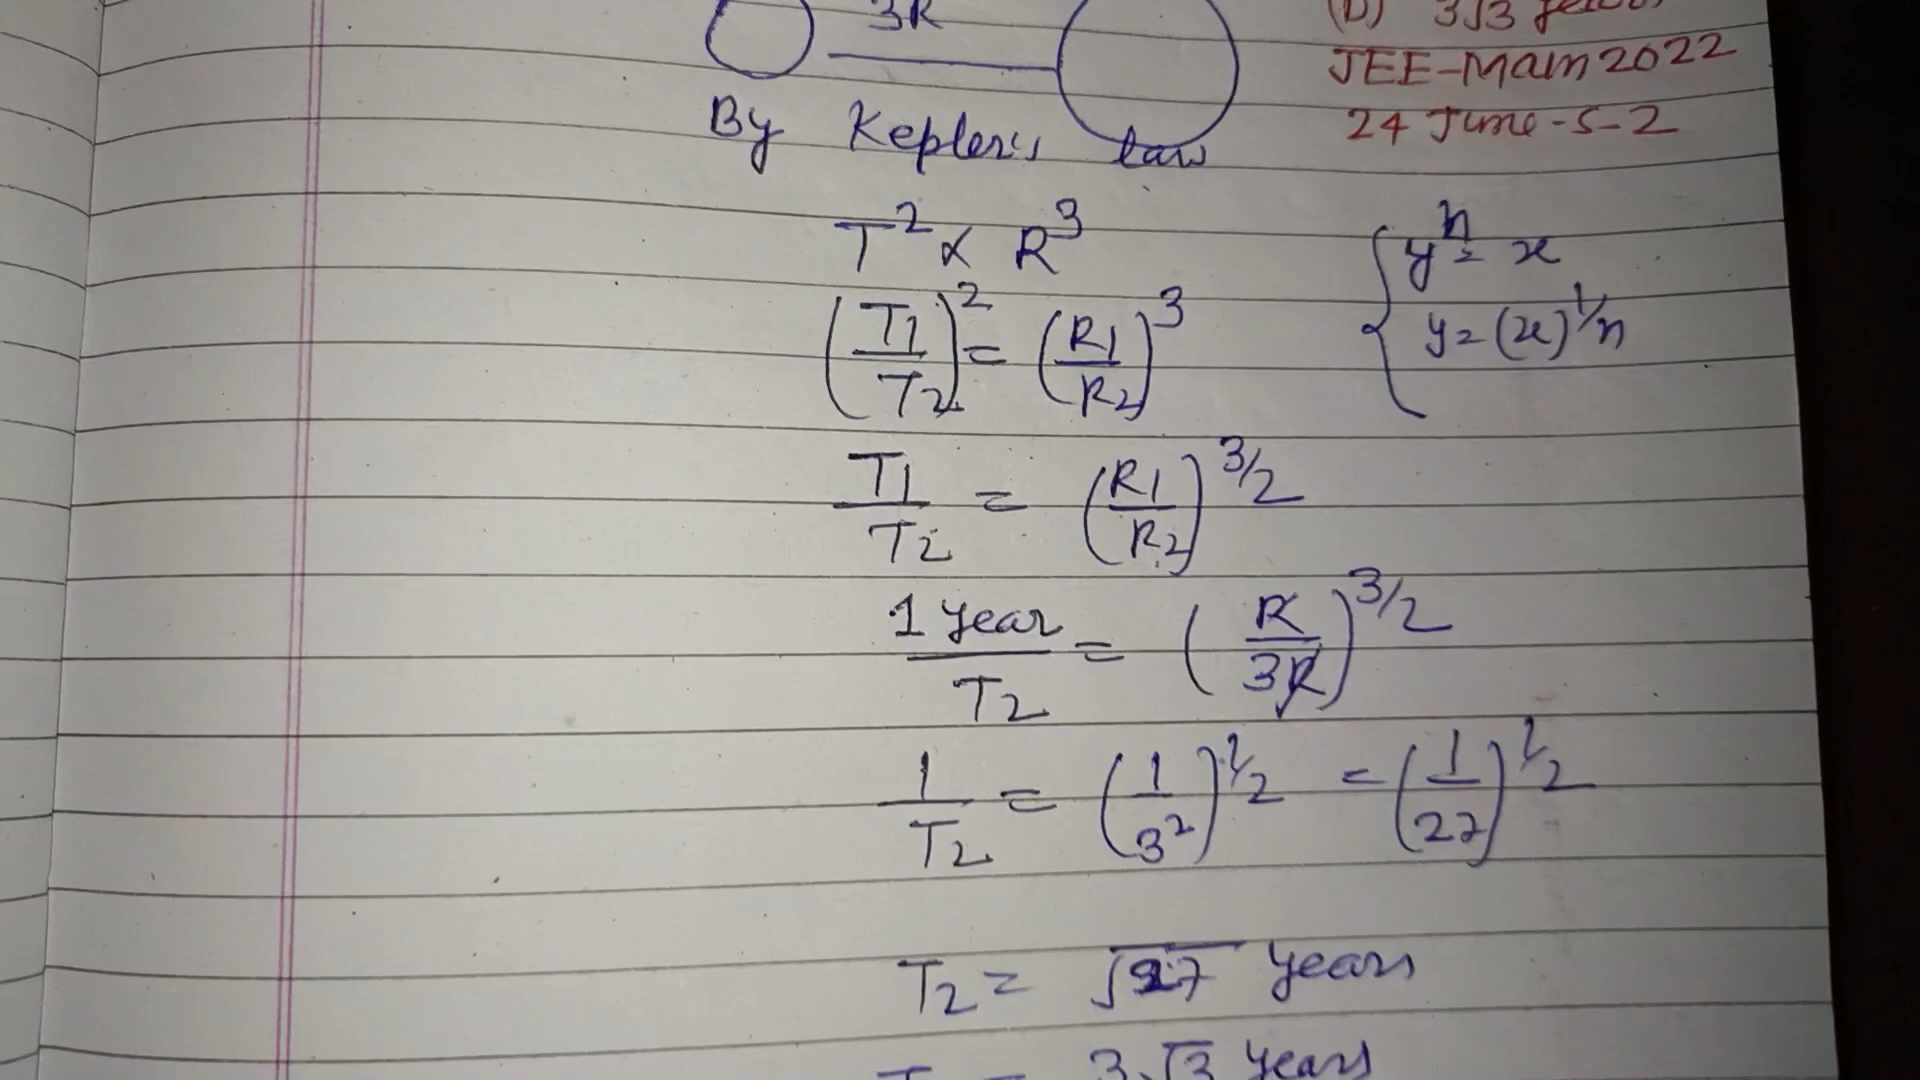 3R
(D) 3√3 years
JEE-Main 2022
24 June-S-2
By Kepler's law
T² ∝ R³
(T1/T2)² = (R1/R2)³
{ yⁿ = x
y = (x)^1/n
T1/T2 = (R1/R2)^3/2
1 year/T2 = (R/3R)^3/2
1/T2 = (1/3²)^1/2 = (1/27)^1/2
T2 = √27 years
3√3 years